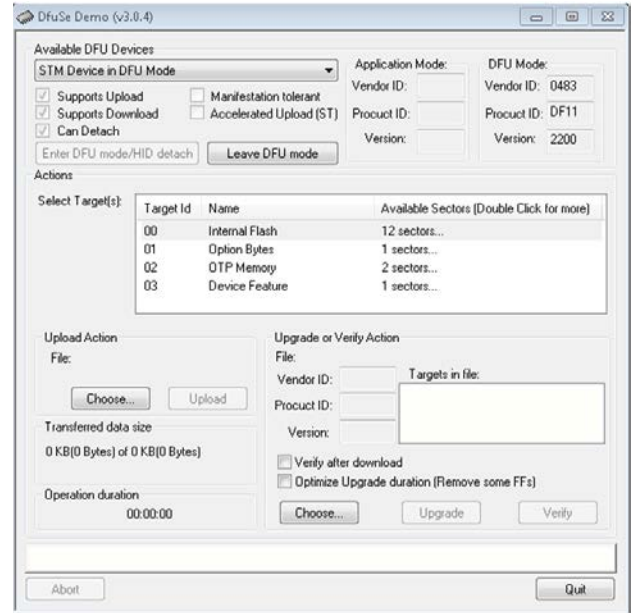 DfuSe Demo (v3.0.4)
Available DFU Devices
STM Device in DFU Mode
Supports Upload
Manifestation tolerant
Supports Download
Accelerated Upload (ST)
Can Detach
Enter DFU mode/HID detach
Leave DFU mode
Application Mode:
Vendor ID:
Procuct ID:
Version:
DFU Mode:
Vendor ID: 0483
Procuct ID: DF11
Version: 2200
Actions
Select Target(s):
Target Id Name Available Sectors (Double Click for more)
00 Internal Flash 12 sectors...
01 Option Bytes 1 sectors...
02 OTP Memory 2 sectors...
03 Device Feature 1 sectors...
Upload Action
File:
Choose...
Upload
Transferred data size
0 KB(0 Bytes) of 0 KB(0 Bytes)
Operation duration
00:00:00
Upgrade or Verify Action
File:
Vendor ID:
Procuct ID:
Version:
Targets in file:
Verify after download
Optimize Upgrade duration (Remove some FFs)
Choose...
Upgrade
Verify
Abort
Quit